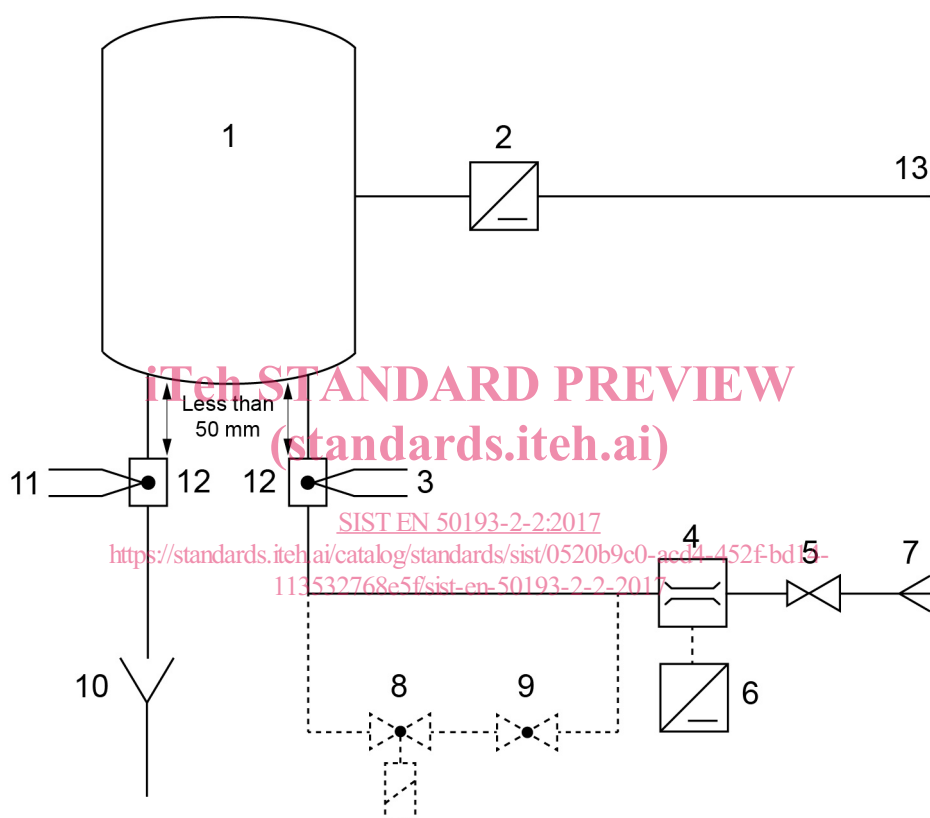 1
2
13
iTeh STANDARD PREVIEW
Less than
50 mm
(standards.iteh.ai)
11
12
12
3
SIST EN 50193-2-2:2017
https://standards.iteh.ai/catalog/standards/sist/0520b9c0-acd4-452f-bd14-
113532768e5f/sist-en-50193-2-2-2017
4
5
7
10
8
9
6